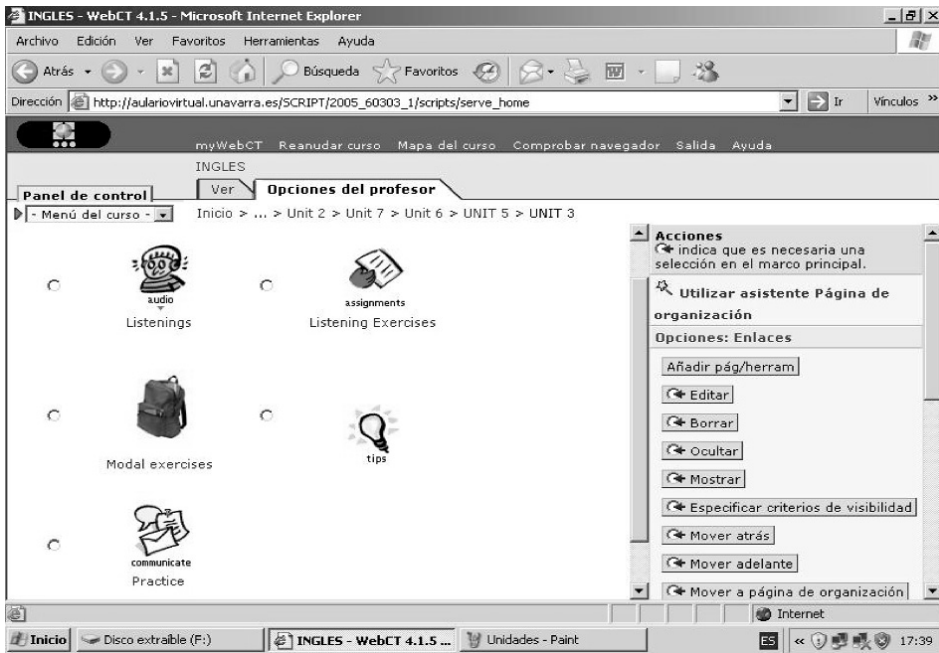 INGLES - WebCT 4.1.5 - Microsoft Internet Explorer
Archivo Edición Ver Favoritos Herramientas Ayuda
Atrás Búsqueda Favoritos
Dirección http://aulariovirtual.unavarra.es/SCRIPT/2005_60303_1/scripts/serve_home Ir Vínculos »
myWebCT Reanudar curso Mapa del curso Comprobar navegador Salida Ayuda
INGLES
Panel de control Ver Opciones del profesor
- Menú del curso - Inicio > ... > Unit 2 > Unit 7 > Unit 6 > UNIT 5 > UNIT 3
audio
Listenings
assignments
Listening Exercises
Modal exercises
tips
communicate
Practice
Acciones
indica que es necesaria una
selección en el marco principal.
Utilizar asistente Página de
organización
Opciones: Enlaces
Añadir pág/herram
Editar
Borrar
Ocultar
Mostrar
Especificar criterios de visibilidad
Mover atrás
Mover adelante
Mover a página de organización
Internet
Inicio Disco extraíble (F:) INGLES - WebCT 4.1.5 ... Unidades - Paint ES « 17:39